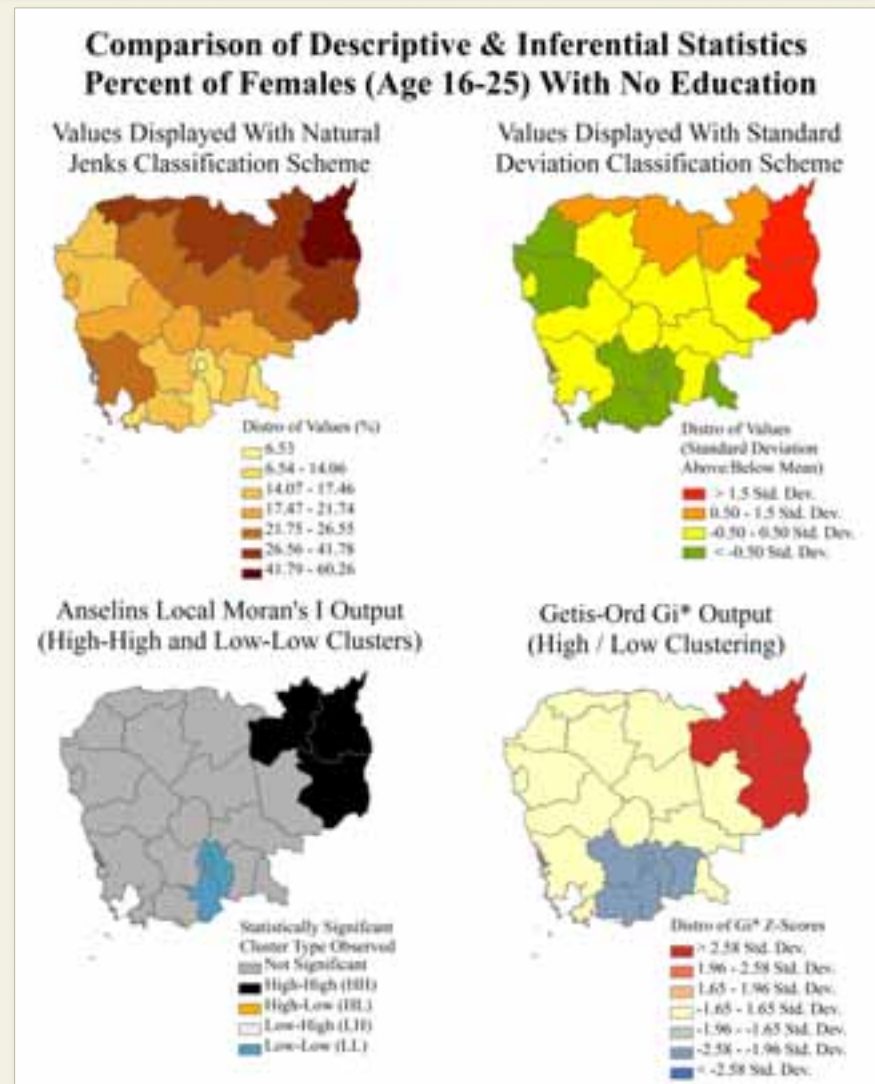 Comparison of Descriptive & Inferential Statistics
Percent of Females (Age 16-25) With No Education
Values Displayed With Natural
Jenks Classification Scheme
Distro of Values (%)
6.53
6.54 - 14.06
14.07 - 17.46
17.47 - 21.74
21.75 - 26.55
26.56 - 41.78
41.79 - 60.26
Values Displayed With Standard
Deviation Classification Scheme
Distro of Values
(Standard Deviation
Above:Below Mean)
> 1.5 Std. Dev.
0.50 - 1.5 Std. Dev.
-0.50 - 0.50 Std. Dev.
< -0.50 Std. Dev.
Anselins Local Moran's I Output
(High-High and Low-Low Clusters)
Statistically Signifcant
Cluster Type Observed
Not Significant
High-High (HH)
High-Low (HL)
Low-High (LH)
Low-Low (LL)
Getis-Ord Gi* Output
(High / Low Clustering)
Distro of Gi* Z-Scores
> 2.58 Std. Dev.
1.96 - 2.58 Std. Dev.
1.65 - 1.96 Std. Dev.
-1.65 - 1.65 Std. Dev.
-1.96 - -1.65 Std. Dev.
-2.58 - -1.96 Std. Dev.
< -2.58 Std. Dev.